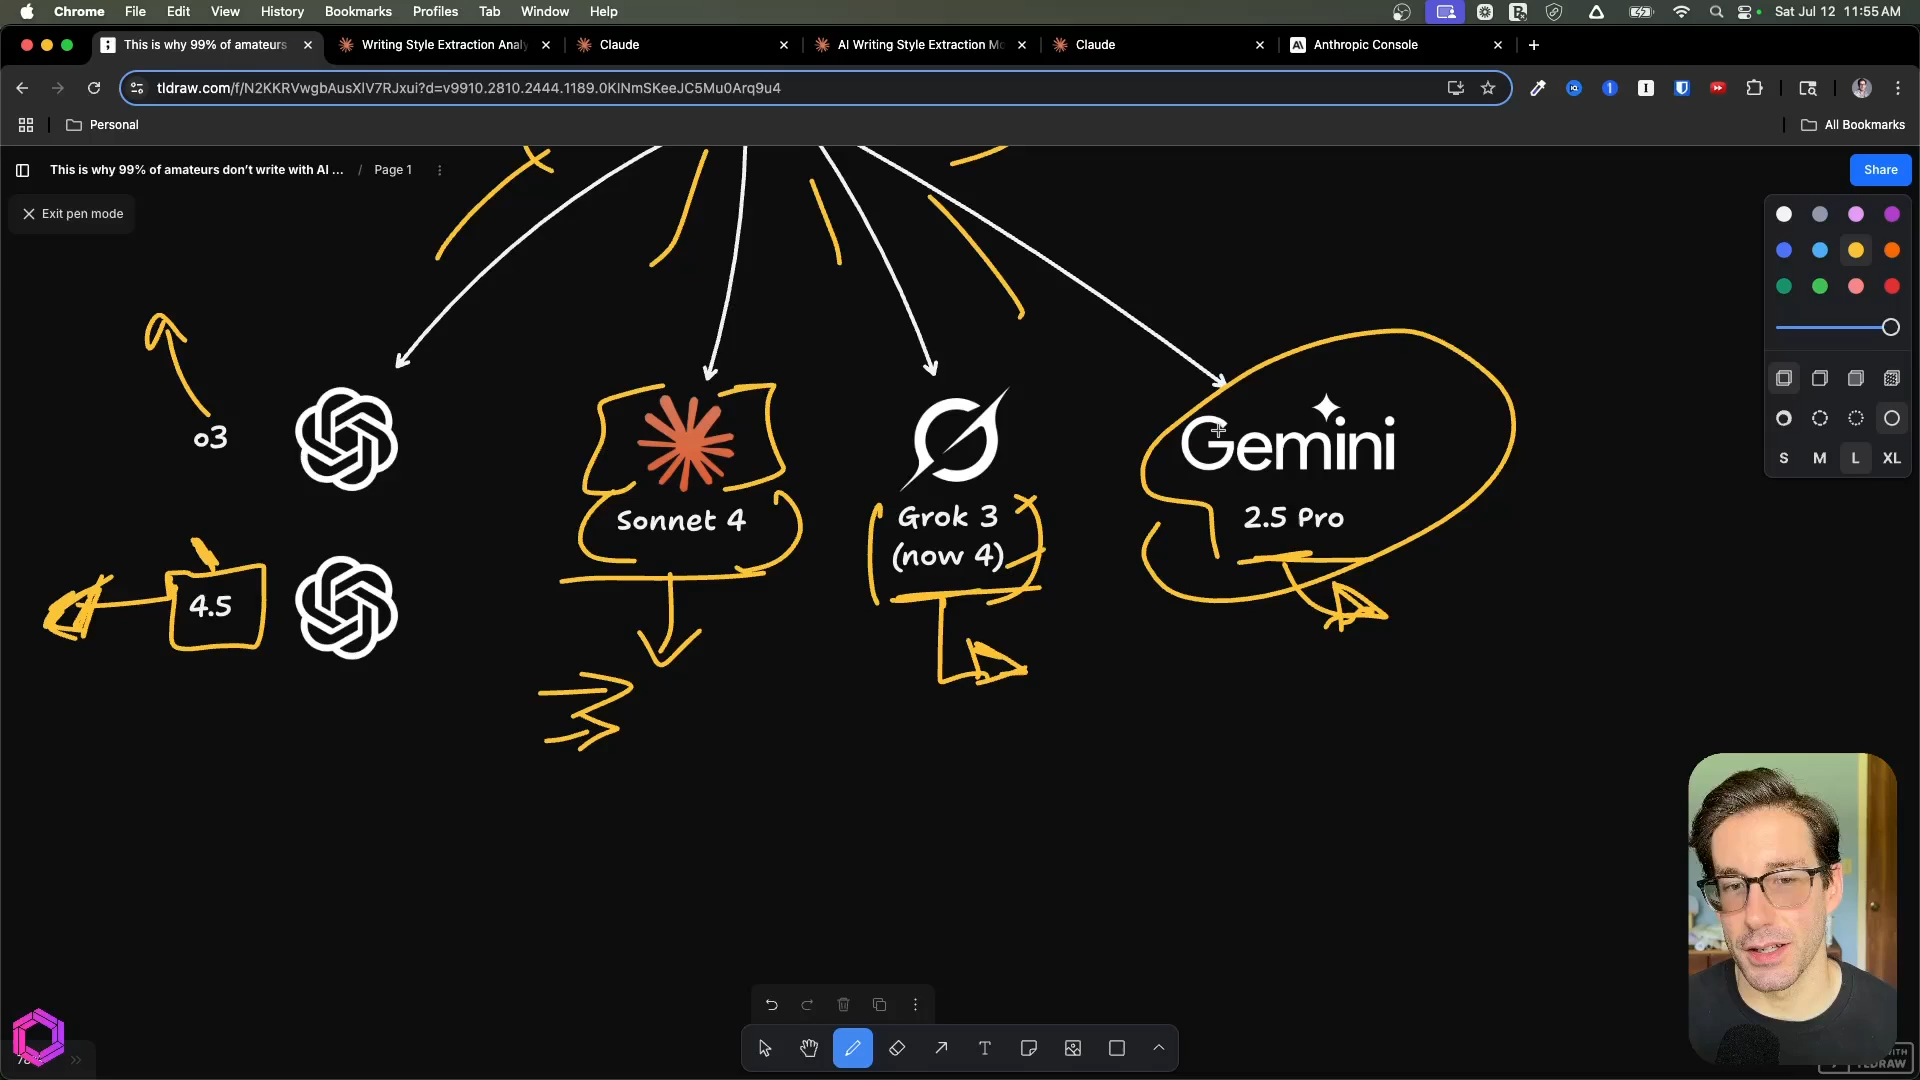 Chrome File Edit View History Bookmarks Profiles Tab Window Help Sat Jul 12 11:55 AM
This is why 99% of amateurs Writing Style Extraction Analy Claude AI Writing Style Extraction Mo Claude Anthropic Console
tldraw.com/f/N2KKRVwgbAusXIV7RJxui?d=v9910.2810.2444.1189.0KlNmSKeeJC5Mu0Arq9u4
Personal All Bookmarks
This is why 99% of amateurs don't write with AI ... / Page 1 Share
Exit pen mode
o3
Gemini
S M L XL
Sonnet 4
Grok 3
(now 4)
2.5 Pro
4.5